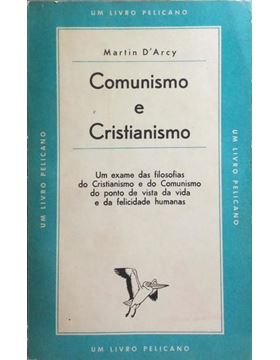 UM LIVRO PELICANO
Martin D'Arcy
Comunismo
e
Cristianismo
Um exame das filosofias
do Cristianismo e do Comunismo
do ponto de vista da vida
e da felicidade humanas
UM LIVRO PELICANO
UM LIVRO PELICANO
UM LIVRO PELICANO